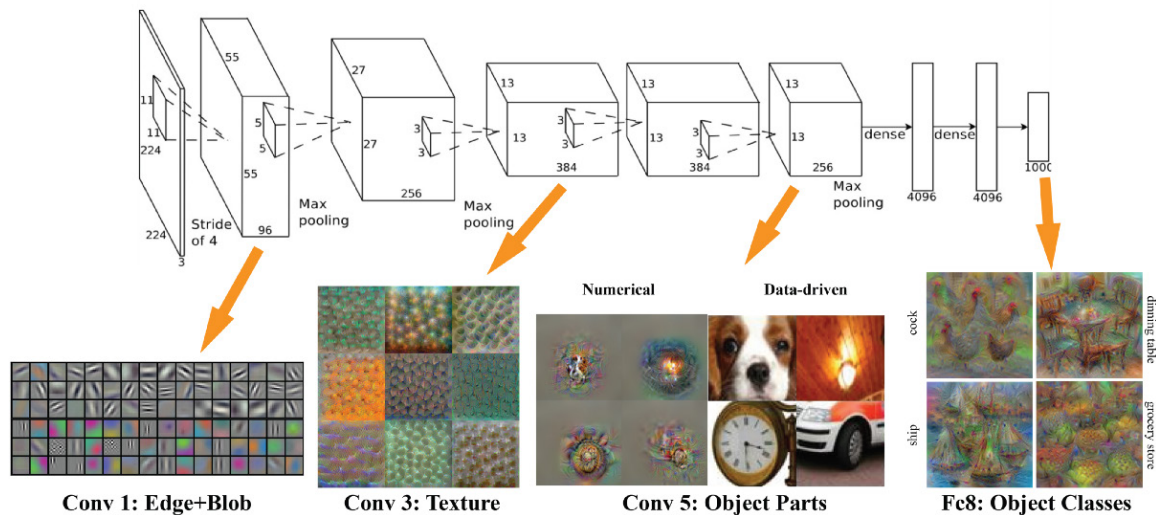 55
27
13
13
13
11
11
5
5
3
3
3
3
3
3
55
27
13
13
13
dense
dense
224
224
3
Stride
of 4
96
Max
pooling
256
Max
pooling
384
384
256
Max
pooling
4096
4096
1000
Numerical
Data-driven
cock
dinning table
ship
grocery store
Conv 1: Edge+Blob
Conv 3: Texture
Conv 5: Object Parts
Fc8: Object Classes